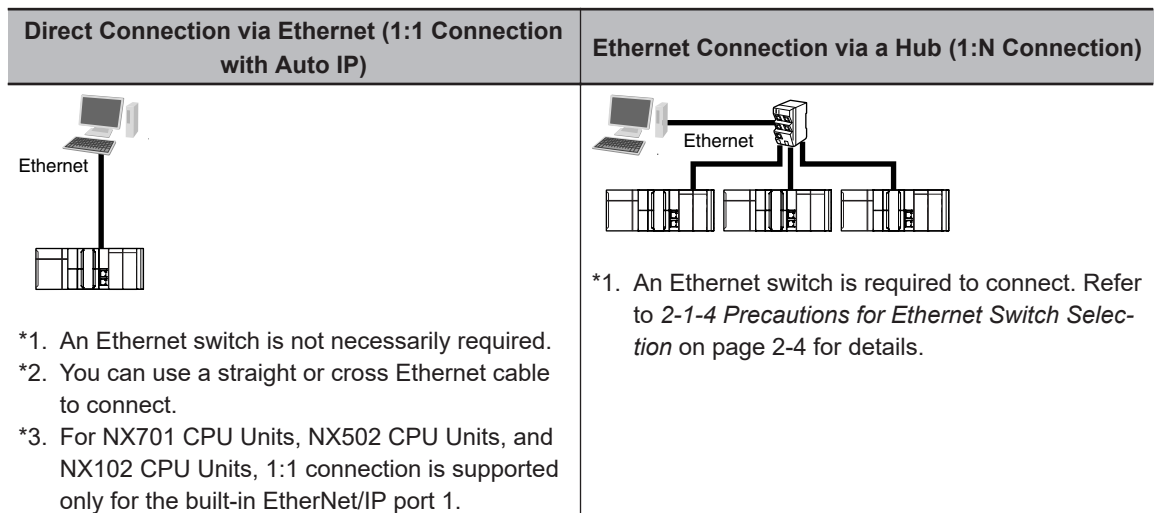 Direct Connection via Ethernet (1:1 Connection
with Auto IP)
Ethernet Connection via a Hub (1:N Connection)
Ethernet
Ethernet
*1. An Ethernet switch is not necessarily required.
*2. You can use a straight or cross Ethernet cable
to connect.
*3. For NX701 CPU Units, NX502 CPU Units, and
NX102 CPU Units, 1:1 connection is supported
only for the built-in EtherNet/IP port 1.
*1. An Ethernet switch is required to connect. Refer
to 2-1-4 Precautions for Ethernet Switch Selec-
tion on page 2-4 for details.